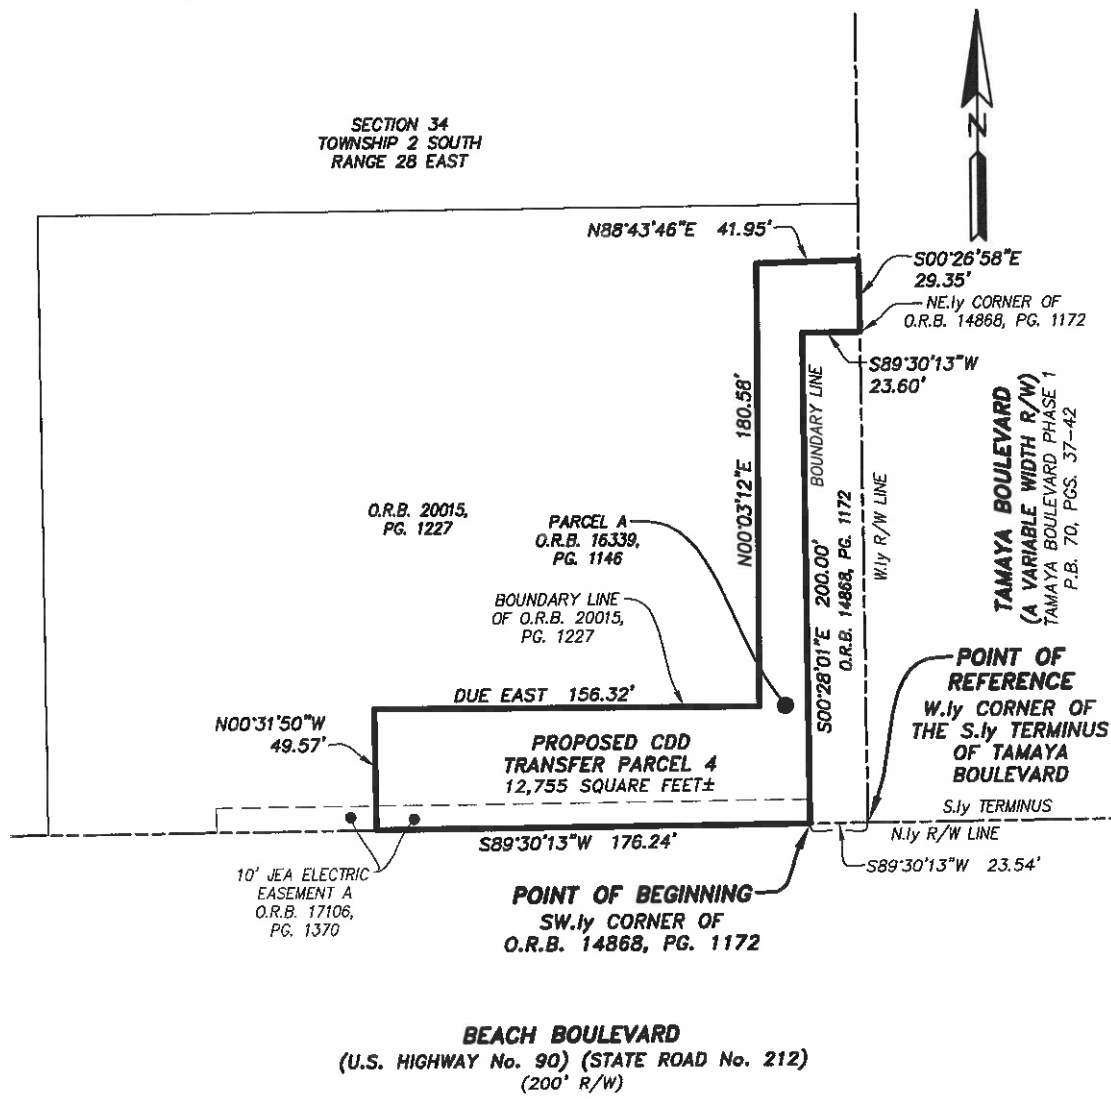 SECTION 34
TOWNSHIP 2 SOUTH
RANGE 28 EAST
N
N88°43'46"E 41.95'
S00°26'58"E
29.35'
NE.ly CORNER OF
O.R.B. 14868, PG. 1172
S89°30'13"W
23.60'
BOUNDARY LINE
N00°03'12"E 180.58'
S00°28'01"E 200.00'
O.R.B. 14868, PG. 1172
W.ly R/W LINE
TAMAYA BOULEVARD
(A VARIABLE WIDTH R/W)
TAMAYA BOULEVARD PHASE 1
P.B. 70, PGS. 37-42
O.R.B. 20015,
PG. 1227
PARCEL A
O.R.B. 16339,
PG. 1146
BOUNDARY LINE
OF O.R.B. 20015,
PG. 1227
DUE EAST 156.32'
N00°31'50"W
49.57'
PROPOSED CDD
TRANSFER PARCEL 4
12,755 SQUARE FEET±
POINT OF
REFERENCE
W.ly CORNER OF
THE S.ly TERMINUS
OF TAMAYA
BOULEVARD
S.ly TERMINUS
N.ly R/W LINE
S89°30'13"W 176.24'
S89°30'13"W 23.54'
10' JEA ELECTRIC
EASEMENT A
O.R.B. 17106,
PG. 1370
POINT OF BEGINNING
SW.ly CORNER OF
O.R.B. 14868, PG. 1172
BEACH BOULEVARD
(U.S. HIGHWAY No. 90) (STATE ROAD No. 212)
(200' R/W)